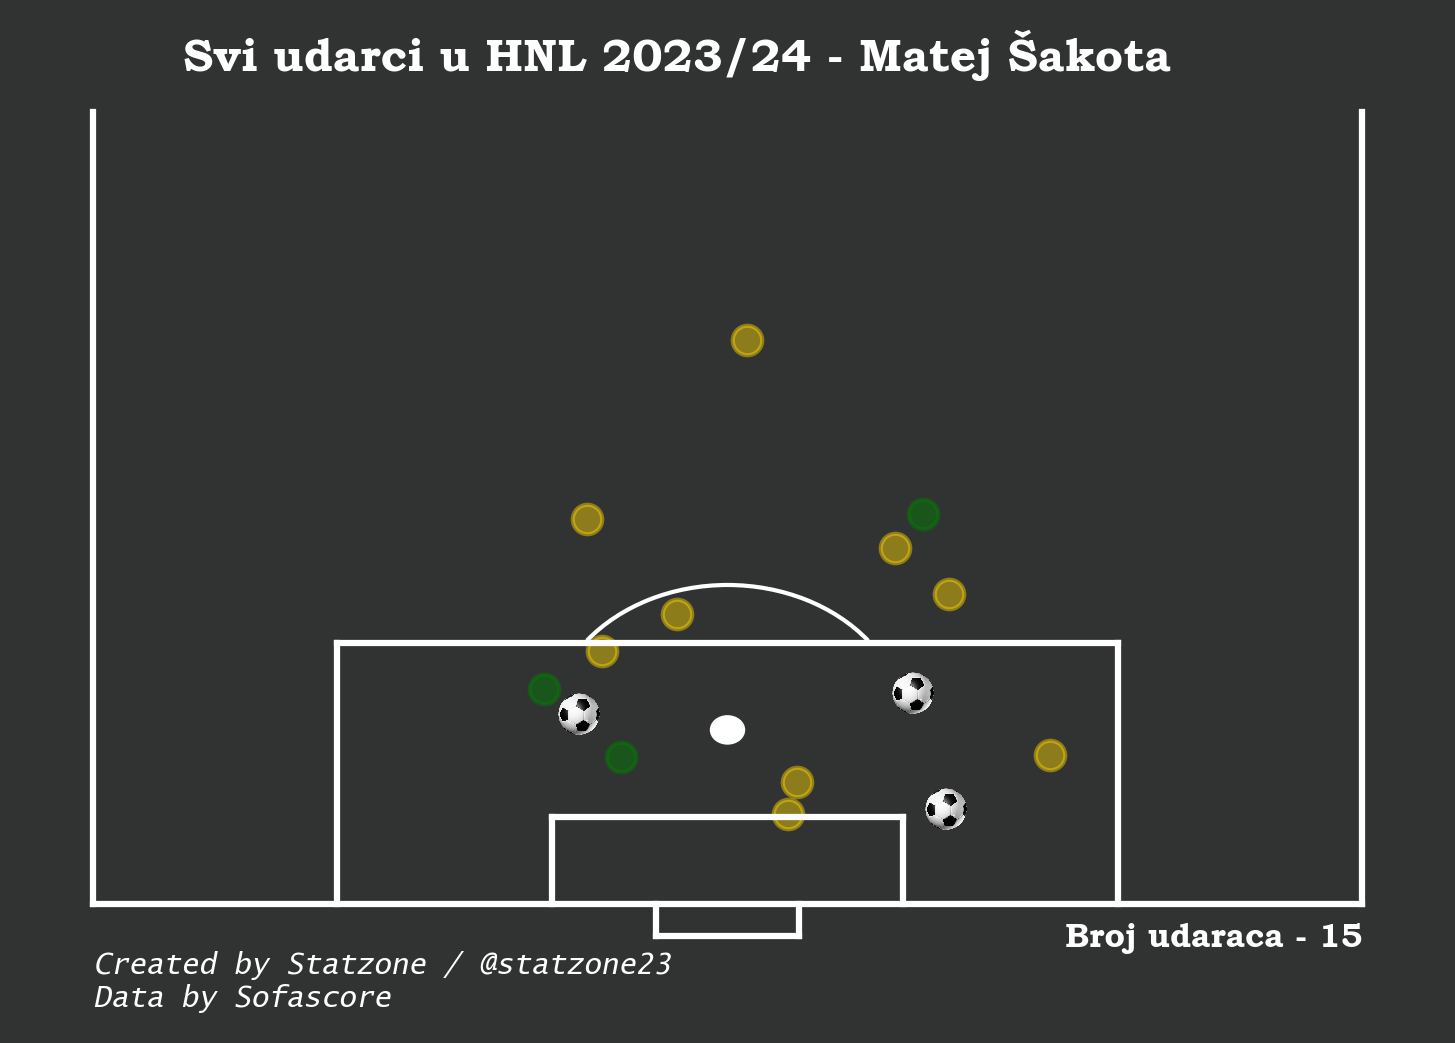 Svi udarci u HNL 2023/24 - Matej Šakota
Broj udaraca - 15
Created by Statzone / @statzone23
Data by Sofascore